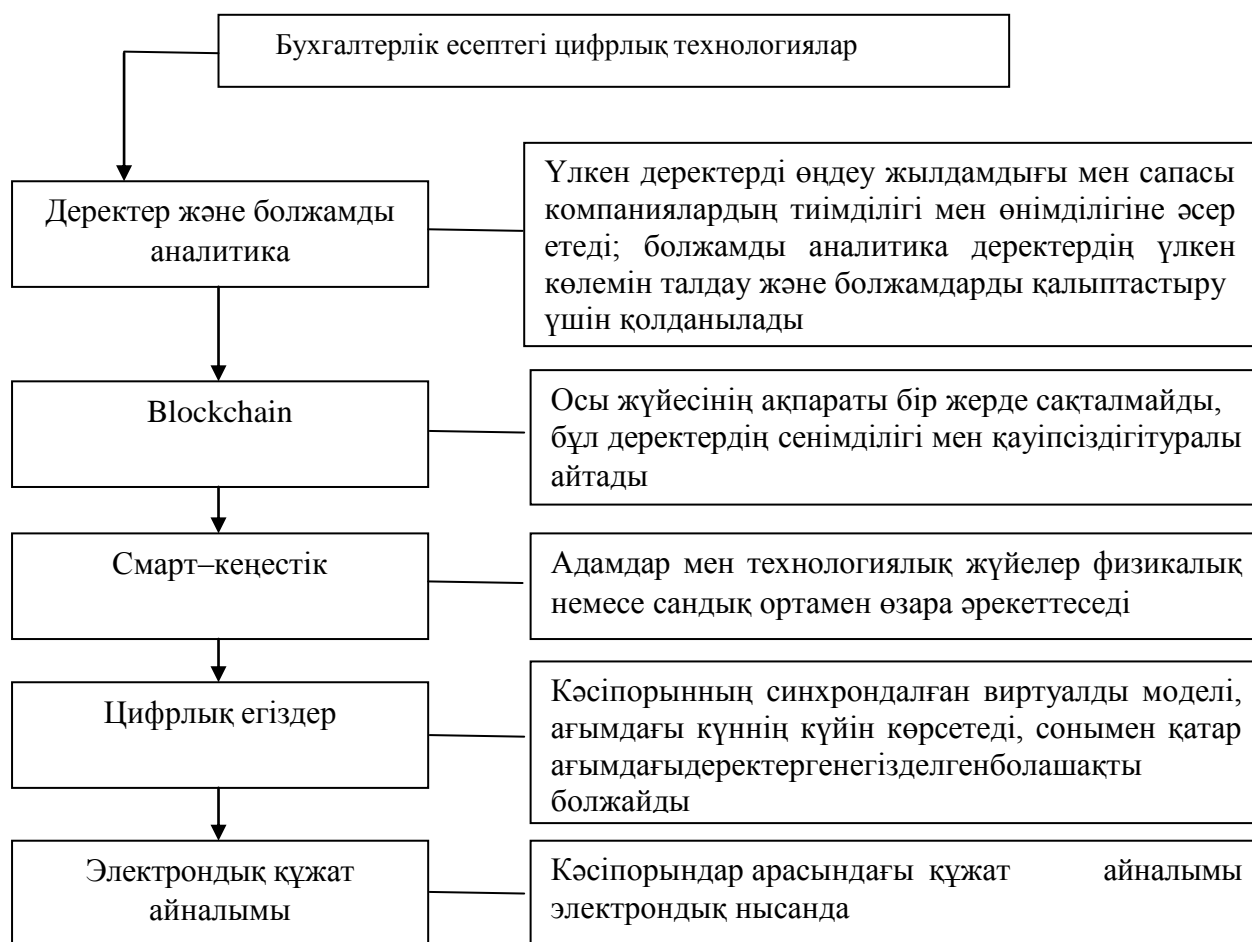 Бухгалтерлік есептегі цифрлық технологиялар
Деректер және болжамды
аналитика
Үлкен деректерді өңдеу жылдамдығы мен сапасы
компаниялардың тиімділігі мен өнімділігіне әсер
етеді; болжамды аналитика деректердің үлкен
көлемін талдау және болжамдарды қалыптастыру
үшін қолданылады
Blockchain
Осы жүйесінің ақпараты бір жерде сақталмайды,
бұл деректердің сенімділігі мен қауіпсіздігітуралы
айтады
Смарт–кеңестік
Адамдар мен технологиялық жүйелер физикалық
немесе сандық ортамен өзара әрекеттеседі
Цифрлық егіздер
Кәсіпорынның синхрондалған виртуалды моделі,
ағымдағы күннің күйін көрсетеді, сонымен қатар
ағымдағыдеректергенегізделгенболашақты
болжайды
Электрондық құжат
айналымы
Кәсіпорындар арасындағы құжат айналымы
электрондық нысанда